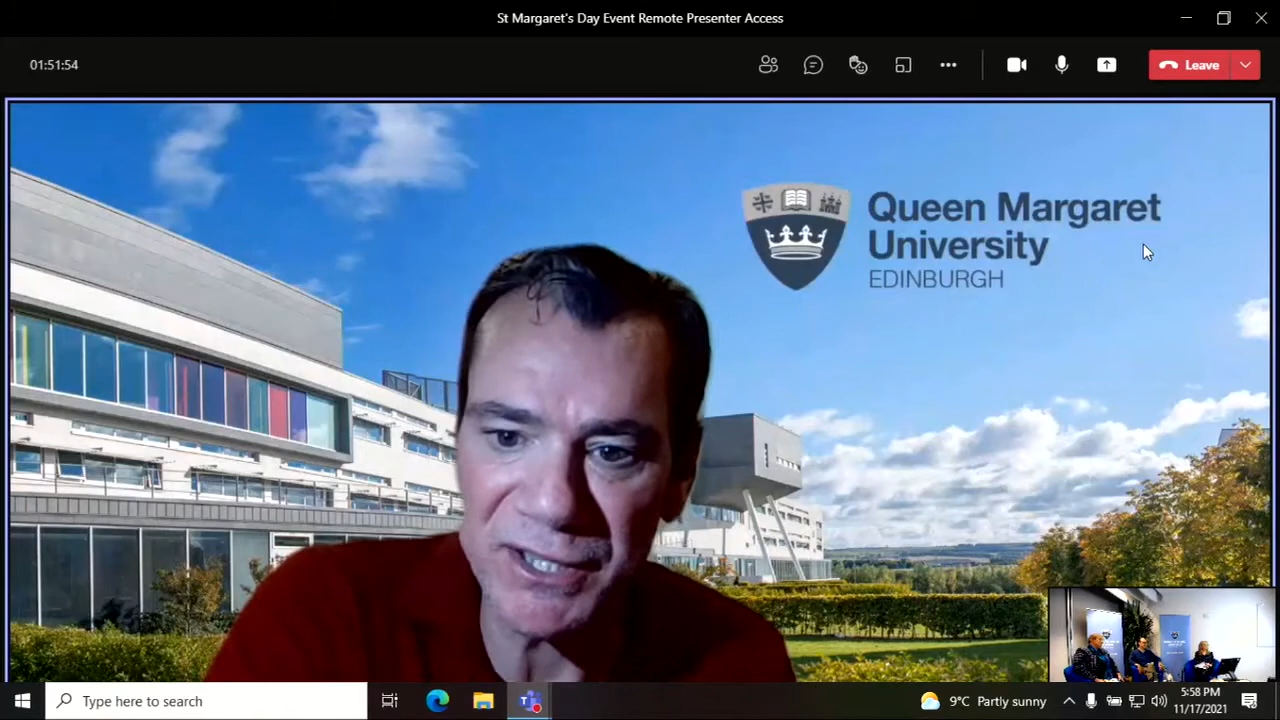 St Margaret's Day Event Remote Presenter Access
01:51:54
Leave
Queen Margaret
University
EDINBURGH
Type here to search
9°C Partly sunny
5:58 PM
11/17/2021